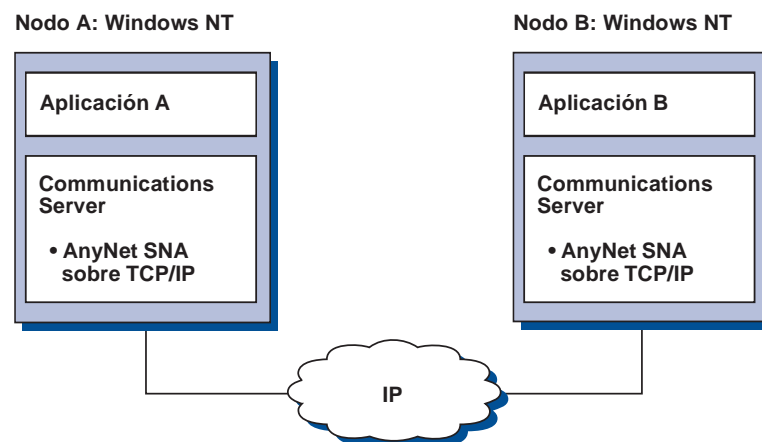 Nodo A: Windows NT
Aplicación A
Communications
Server
• AnyNet SNA
sobre TCP/IP
Nodo B: Windows NT
Aplicación B
Communications
Server
• AnyNet SNA
sobre TCP/IP
IP